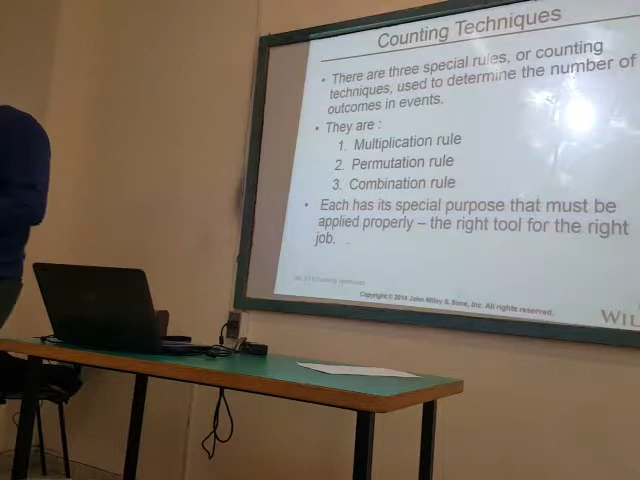 Counting Techniques
• There are three special rules, or counting
techniques, used to determine the number of
outcomes in events.
• They are :
1. Multiplication rule
2. Permutation rule
3. Combination rule
• Each has its special purpose that must be
applied properly – the right tool for the right
job.
Copyright © 2014 John Wiley & Sons, Inc. All rights reserved.